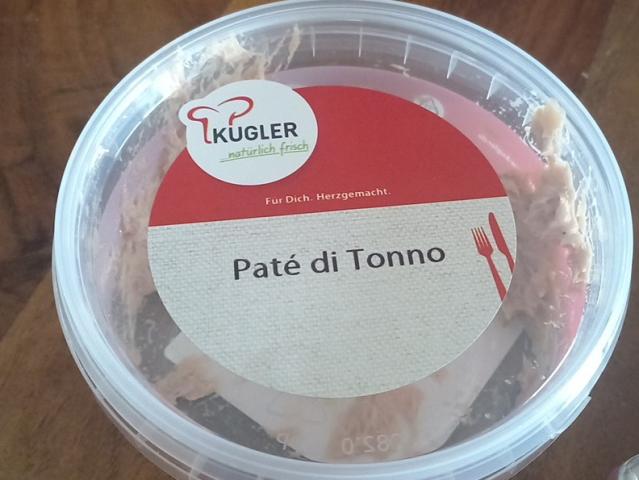 KUGLER
natürlich frisch
Für Dich. Herzgemacht.
Paté di Tonno